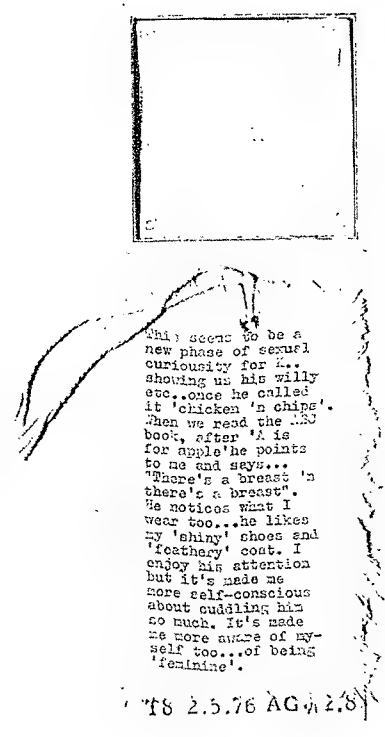 This seems to be a
new phase of sexual
curiousity for K..
showing us his willy
etc..once he called
it 'chicken 'n chips'.
When we read the ABC
book, after 'A is
for apple'he points
to me and says...
"There's a breast 'n
there's a breast".
He notices what I
wear too...he likes
my 'shiny' shoes and
'feathery' coat. I
enjoy his attention
but it's made me
more self-conscious
about cuddling him
so much. It's made
me more aware of my-
self too...of being
'feminine'.
T8 2.5.76 AGE 2.8